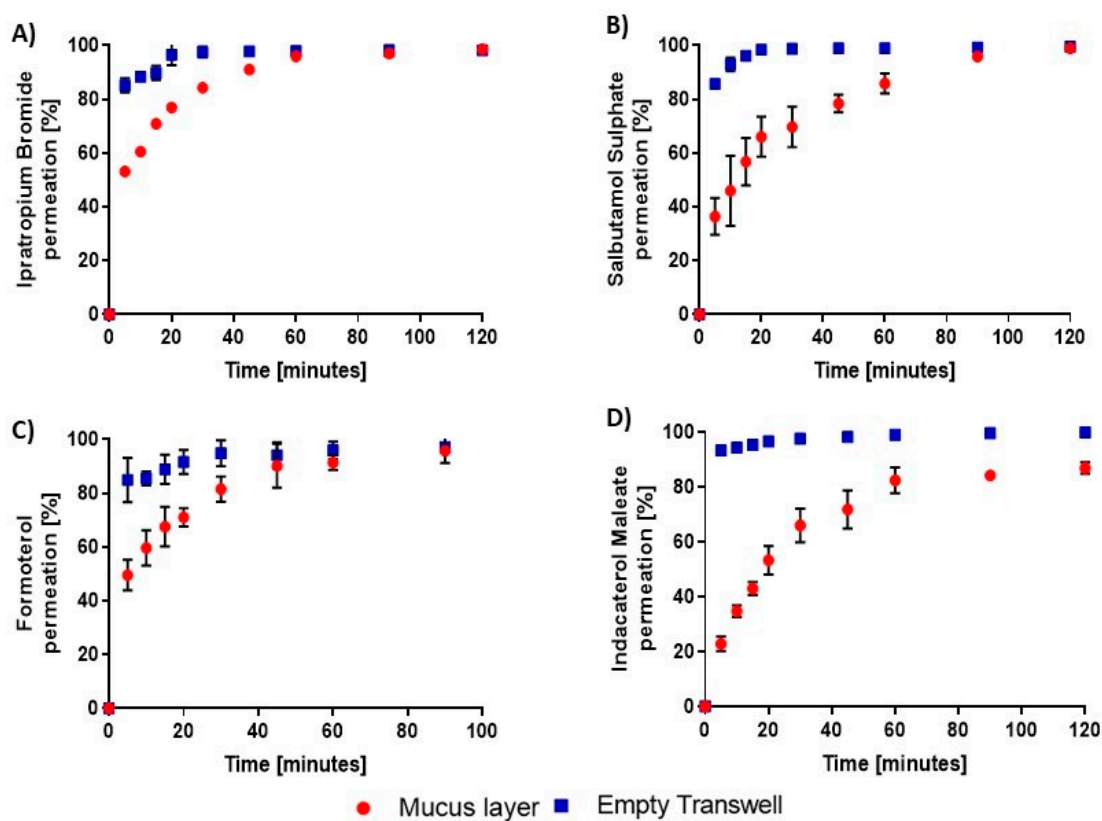 A)
Ipratropium Bromide
permeation [%]
100
80
60
40
20
0
0 20 40 60 80 100 120
Time [minutes]
B)
Salbutamol Sulphate
permeation [%]
100
80
60
40
20
0
0 20 40 60 80 100 120
Time [minutes]
C)
Formoterol
permeation [%]
100
80
60
40
20
0
0 20 40 60 80 100
Time [minutes]
D)
Indacaterol Maleate
permeation [%]
100
80
60
40
20
0
0 20 40 60 80 100 120
Time [minutes]
Mucus layer Empty Transwell